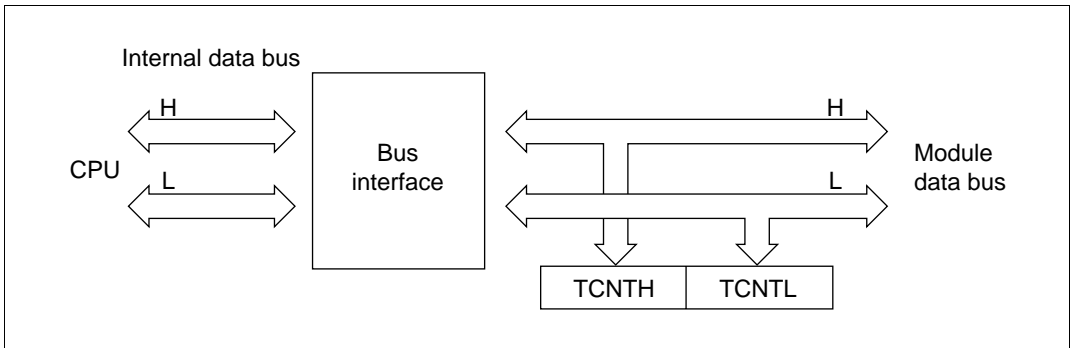 Internal data bus
H
H
CPU
Bus
interface
Module
data bus
L
L
TCNTH
TCNTL